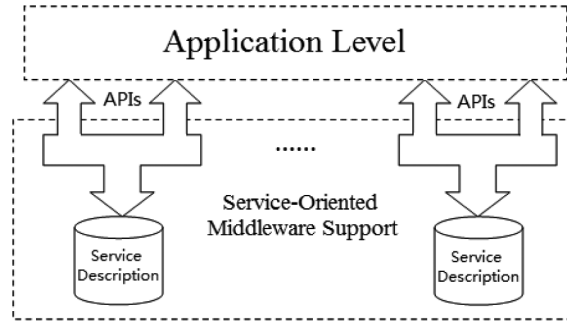 Application Level
APIs
APIs
......
Service-Oriented
Middleware Support
Service
Description
Service
Description